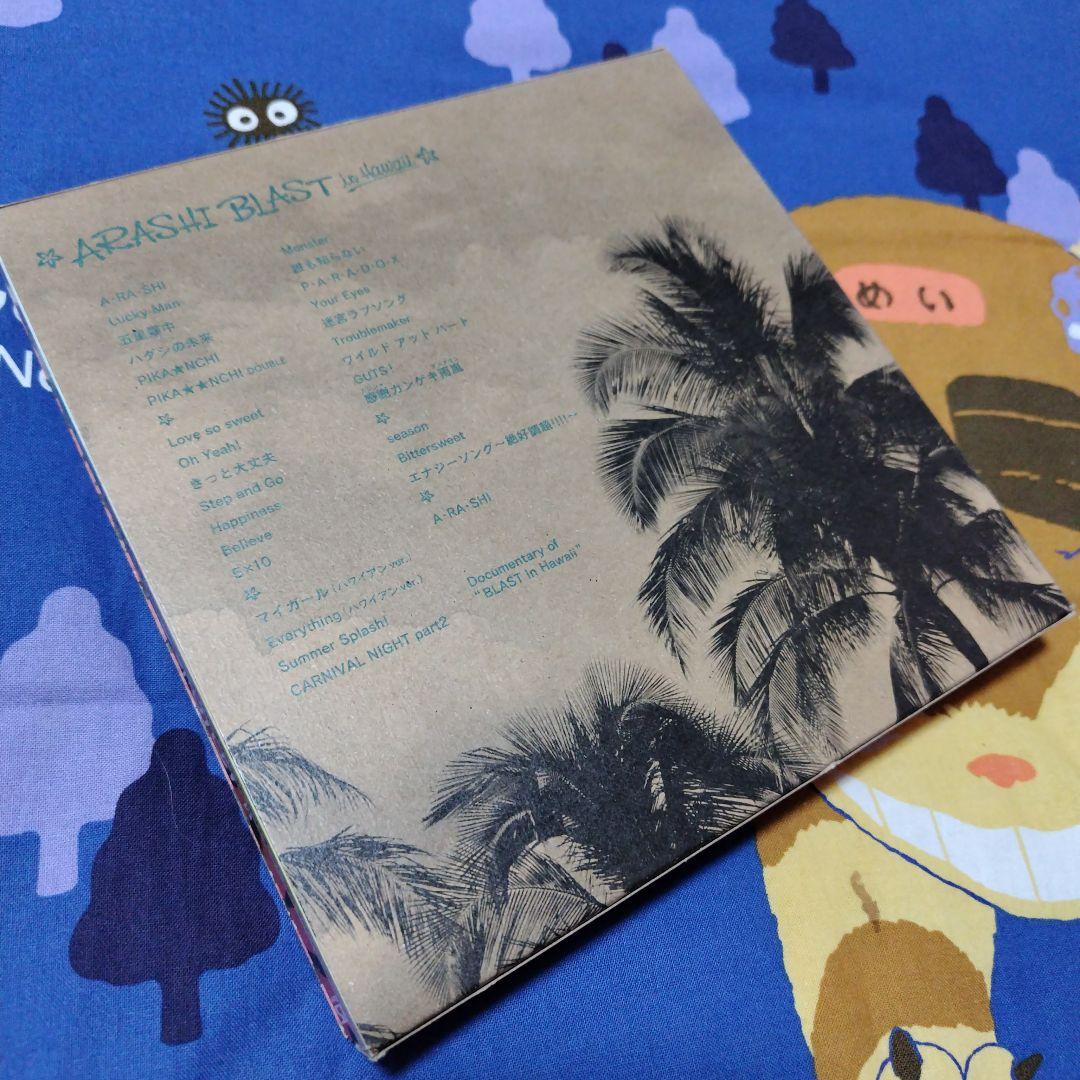 ☆ ARASHI BLAST in Hawaii ☆
A・RA・SHI
Lucky Man
五里霧中
ハダシの未来
PIKA★NCHI
PIKA★★NCHI DOUBLE
☆
Love so sweet
Oh Yeah!
きっと大丈夫
Step and Go
Happiness
Believe
5×10
☆
マイガール (ハワイアン ver.)
Everything (ハワイアン ver.)
Summer Splash!
CARNIVAL NIGHT part2
Monster
誰も知らない
P・A・R・A・D・O・X
Your Eyes
迷宮ラブソング
Troublemaker
ワイルド アット ハート
GUTS!
感謝カンゲキ雨嵐
☆
season
Bittersweet
エナジーソング〜絶好調超!!!!〜
☆
A・RA・SHI
Documentary of
"BLAST in Hawaii"
めい